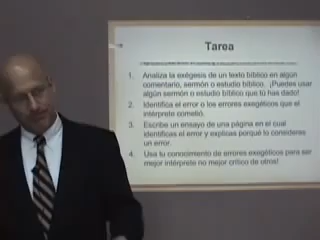 Tarea
1. Analiza la exégesis de un texto bíblico en algún
comentario, sermón o estudio bíblico. ¡Puedes usar
algún sermón o estudio bíblico que tú has dado!
2. Identifica el error o los errores exegéticos que el
intérprete cometió.
3. Escribe un ensayo de una página en el cual
identificas el error y explicas porqué lo consideres
un error.
4. Usa tu conocimiento de errores exegéticos para ser
mejor intérprete no mejor crítico de otros!